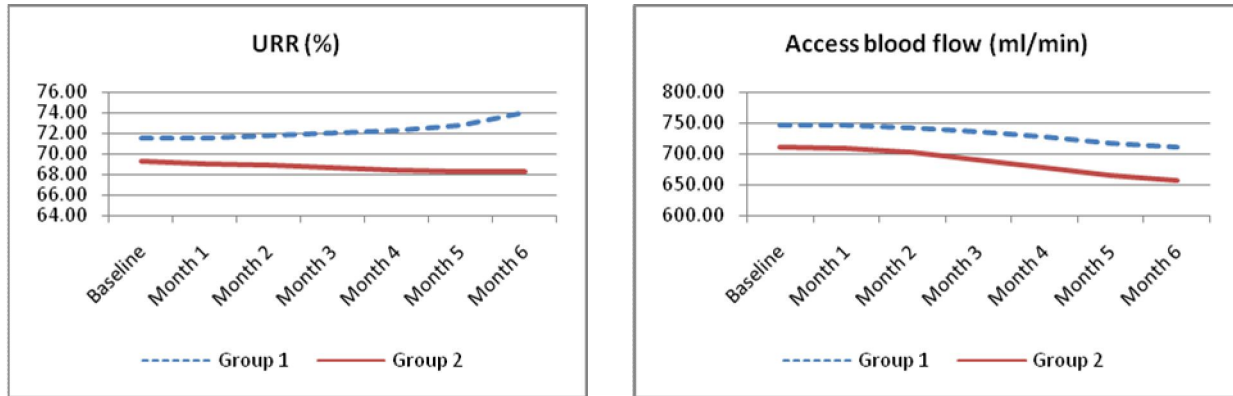 URR (%)
76.00
74.00
72.00
70.00
68.00
66.00
64.00
Baseline
Month 1
Month 2
Month 3
Month 4
Month 5
Month 6
Group 1
Group 2
Access blood flow (ml/min)
800.00
750.00
700.00
650.00
600.00
Baseline
Month 1
Month 2
Month 3
Month 4
Month 5
Month 6
Group 1
Group 2